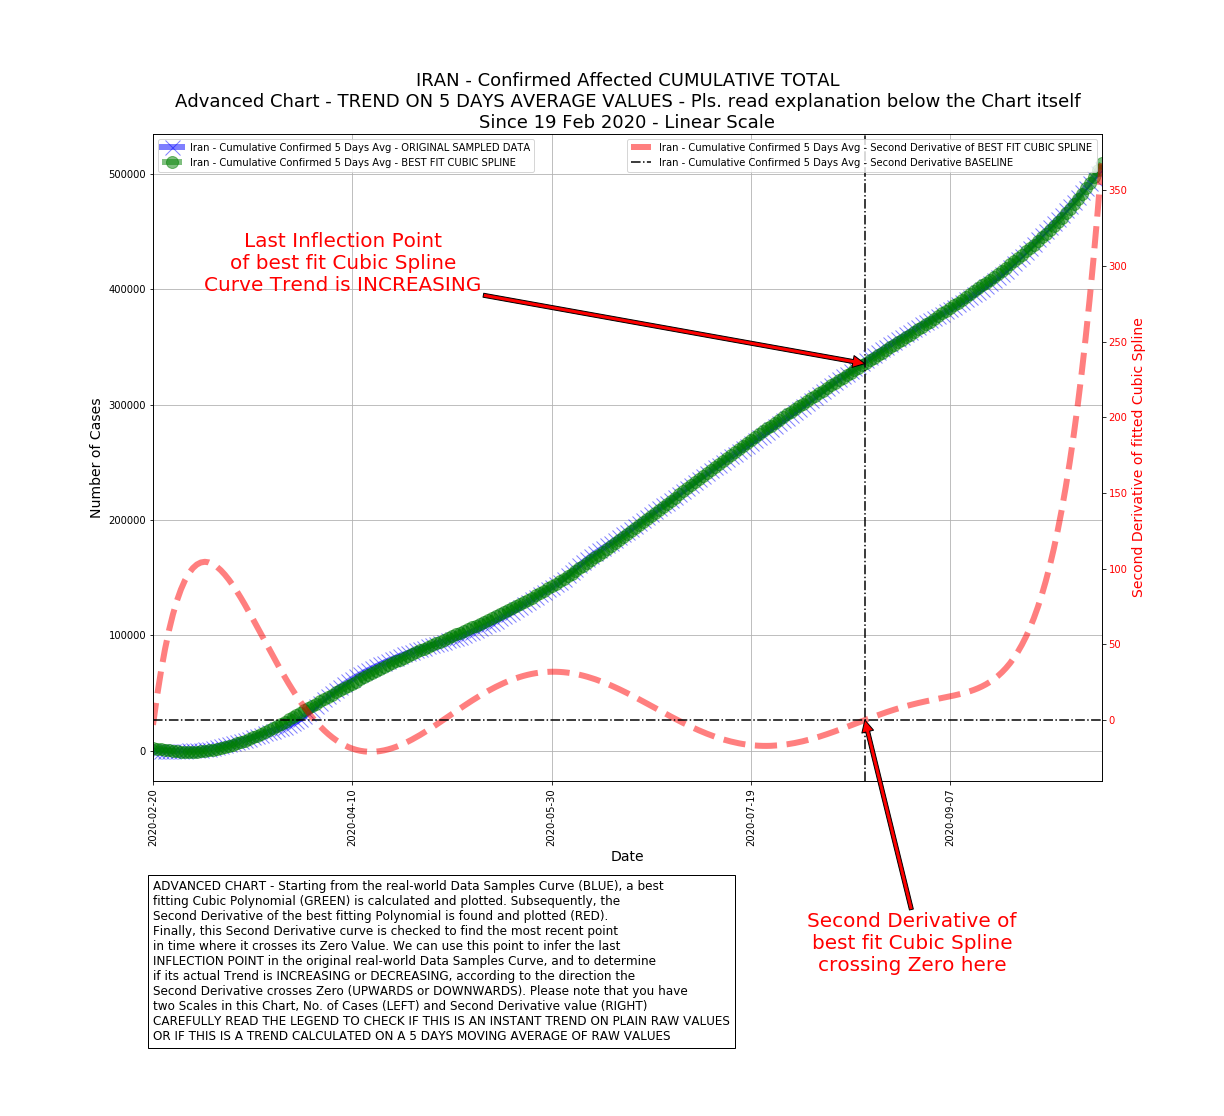 IRAN - Confirmed Affected CUMULATIVE TOTAL
Advanced Chart - TREND ON 5 DAYS AVERAGE VALUES - Pls. read explanation below the Chart itself
Since 19 Feb 2020 - Linear Scale
Iran - Cumulative Confirmed 5 Days Avg - ORIGINAL SAMPLED DATA
Iran - Cumulative Confirmed 5 Days Avg - BEST FIT CUBIC SPLINE
Iran - Cumulative Confirmed 5 Days Avg - Second Derivative of BEST FIT CUBIC SPLINE
Iran - Cumulative Confirmed 5 Days Avg - Second Derivative BASELINE
Last Inflection Point
of best fit Cubic Spline
Curve Trend is INCREASING
Number of Cases
500000
400000
300000
200000
100000
0
350
300
250
200
150
100
50
0
Second Derivative of fitted Cubic Spline
2020-02-20
2020-04-10
2020-05-30
2020-07-19
2020-09-07
Date
ADVANCED CHART - Starting from the real-world Data Samples Curve (BLUE), a best
fitting Cubic Polynomial (GREEN) is calculated and plotted. Subsequently, the
Second Derivative of the best fitting Polynomial is found and plotted (RED).
Finally, this Second Derivative curve is checked to find the most recent point
in time where it crosses its Zero Value. We can use this point to infer the last
INFLECTION POINT in the original real-world Data Samples Curve, and to determine
if its actual Trend is INCREASING or DECREASING, according to the direction the
Second Derivative crosses Zero (UPWARDS or DOWNWARDS). Please note that you have
two Scales in this Chart, No. of Cases (LEFT) and Second Derivative value (RIGHT)
CAREFULLY READ THE LEGEND TO CHECK IF THIS IS AN INSTANT TREND ON PLAIN RAW VALUES
OR IF THIS IS A TREND CALCULATED ON A 5 DAYS MOVING AVERAGE OF RAW VALUES
Second Derivative of
best fit Cubic Spline
crossing Zero here